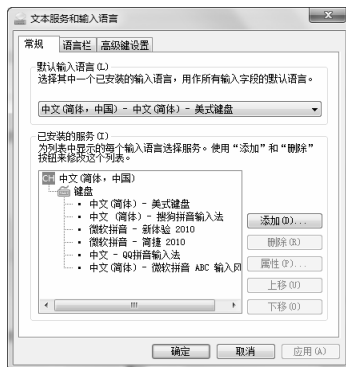 文本服务和输入语言
常规 语言栏 高级键设置
默认输入语言(L)
选择其中一个已安装的输入语言，用作所有输入字段的默认语言。
中文(简体，中国) - 中文(简体) - 美式键盘
已安装的服务(I)
为列表中显示的每个输入语言选择服务。使用“添加”和“删除”
按钮来修改这个列表。
CH 中文(简体，中国)
键盘
中文(简体) - 美式键盘
中文 (简体) - 搜狗拼音输入法
微软拼音 - 新体验 2010
微软拼音 - 简捷 2010
中文 - QQ拼音输入法
中文(简体) - 微软拼音 ABC 输入风
添加(D)...
删除(R)
属性(P)...
上移(U)
下移(O)
确定 取消 应用(A)